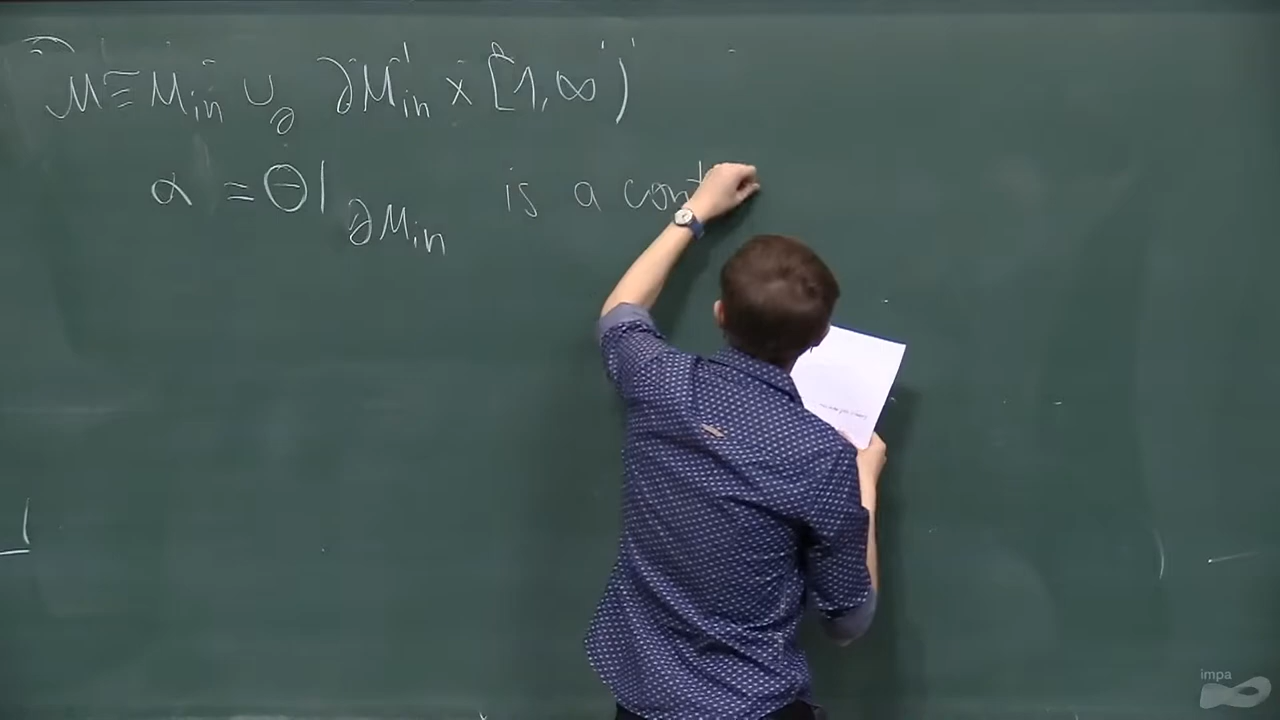 M ≡ M_in ∪_∂ ∂M_in × [1, ∞)
α = Θ|_∂M_in is a cont
impa